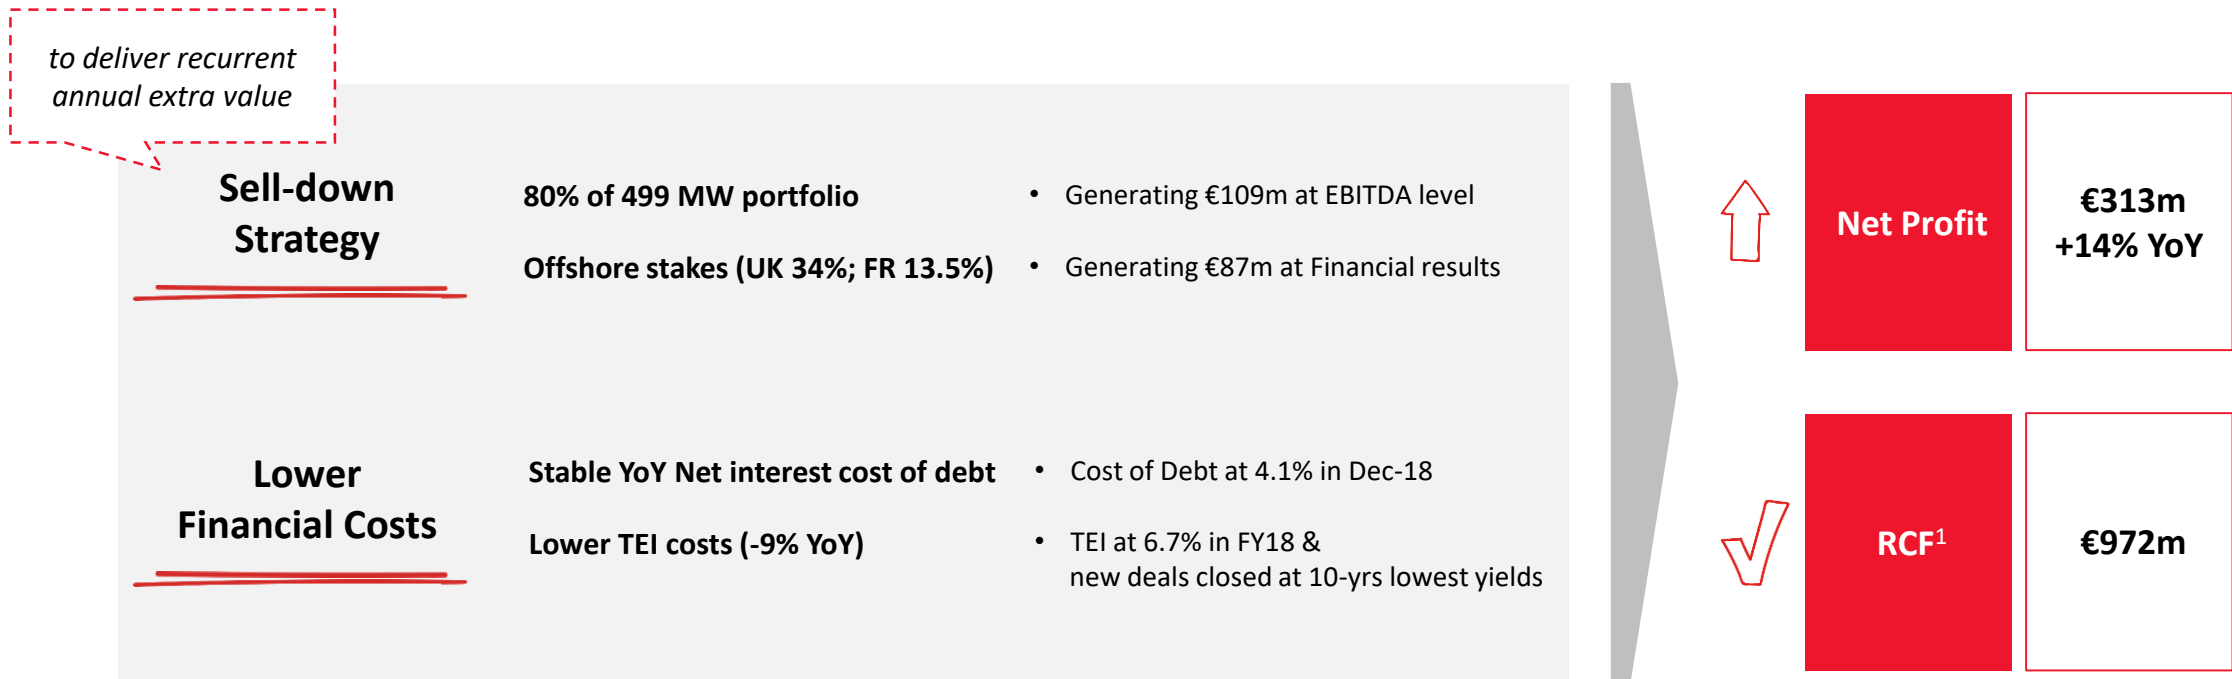 to deliver recurrent
annual extra value
Sell-down
Strategy
80% of 499 MW portfolio
• Generating €109m at EBITDA level
Offshore stakes (UK 34%; FR 13.5%)
• Generating €87m at Financial results
Lower
Financial Costs
Stable YoY Net interest cost of debt
• Cost of Debt at 4.1% in Dec-18
Lower TEI costs (-9% YoY)
• TEI at 6.7% in FY18 &
new deals closed at 10-yrs lowest yields
Net Profit
€313m
+14% YoY
RCF¹
€972m